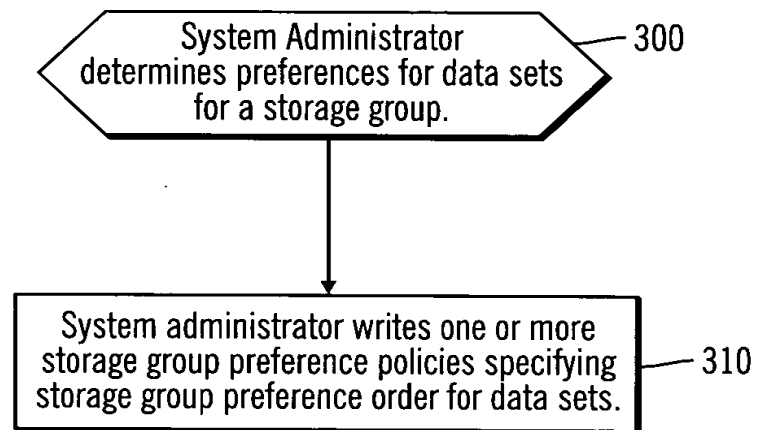 System Administrator
determines preferences for data sets
for a storage group.
300
System administrator writes one or more
storage group preference policies specifying
storage group preference order for data sets.
310